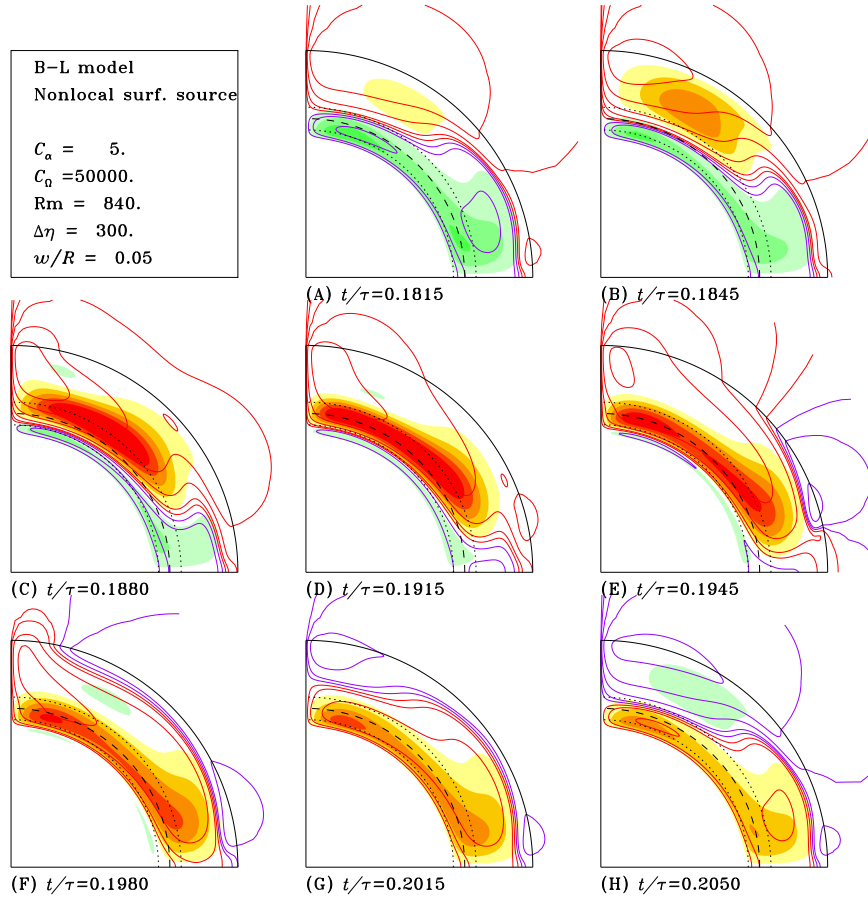 B-L model
Nonlocal surf. source
C_α = 5.
C_Ω =50000.
Rm = 840.
Δη = 300.
w/R = 0.05
(A) t/τ=0.1815
(B) t/τ=0.1845
(C) t/τ=0.1880
(D) t/τ=0.1915
(E) t/τ=0.1945
(F) t/τ=0.1980
(G) t/τ=0.2015
(H) t/τ=0.2050